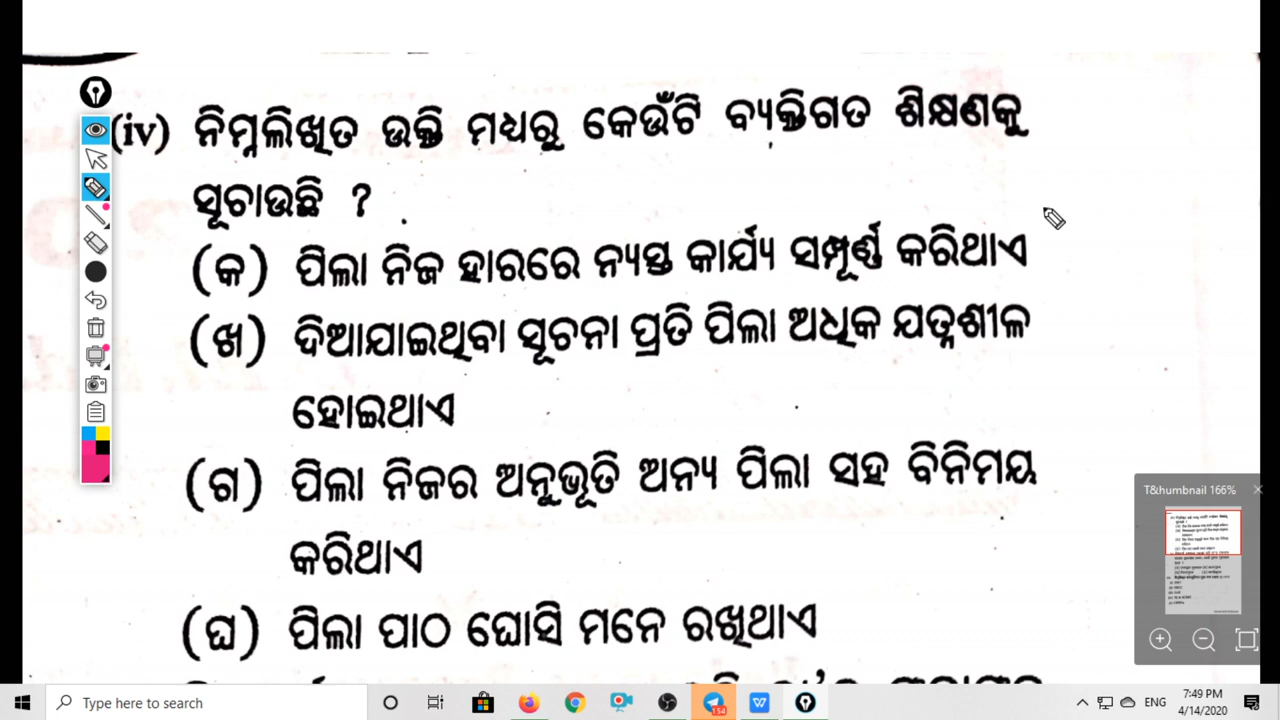 (iv) ନିମ୍ନଲିଖିତ ଉକ୍ତି ମଧ୍ୟରୁ କେଉଁଟି ବ୍ୟକ୍ତିଗତ ଶିକ୍ଷଣକୁ
ସୂଚାଉଛି ?
(କ) ପିଲା ନିଜ ହାରରେ ନ୍ୟସ୍ତ କାର୍ଯ୍ୟ ସମ୍ପୂର୍ଣ୍ଣ କରିଥାଏ
(ଖ) ଦିଆଯାଇଥିବା ସୂଚନା ପ୍ରତି ପିଲା ଅଧିକ ଯତ୍ନଶୀଳ
ହୋଇଥାଏ
(ଗ) ପିଲା ନିଜର ଅନୁଭୂତି ଅନ୍ୟ ପିଲା ସହ ବିନିମୟ
କରିଥାଏ
(ଘ) ପିଲା ପାଠ ଘୋସି ମନେ ରଖିଥାଏ
T&humbnail 166%
Type here to search
154
ENG
7:49 PM
4/14/2020